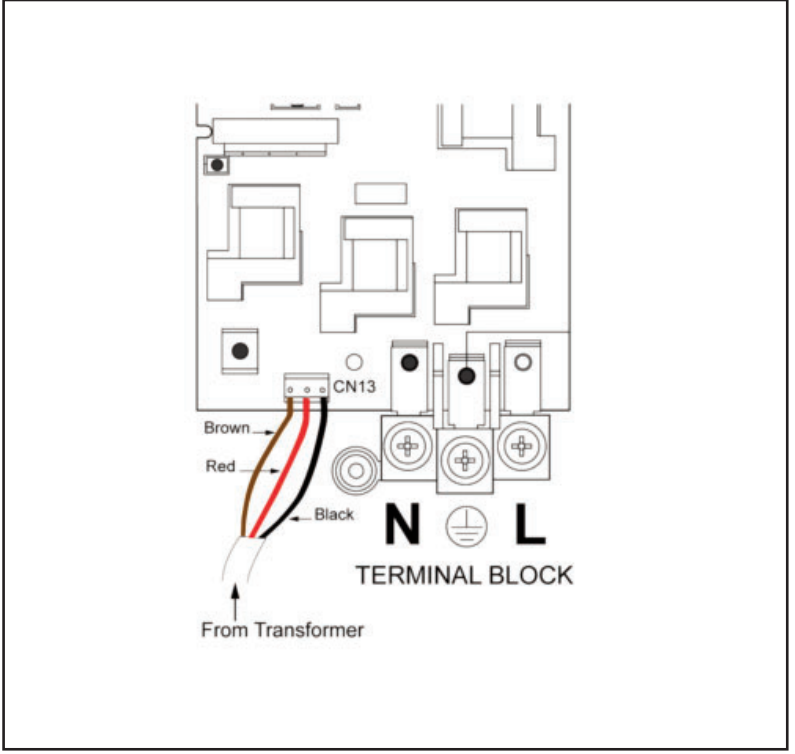 CN13
Brown
Red
Black
N L
TERMINAL BLOCK
From Transformer